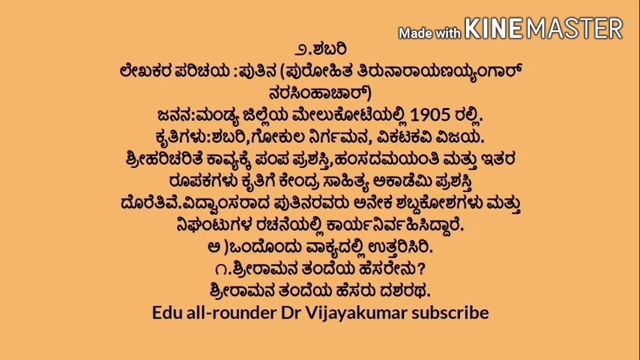 Made with KINEMASTER
೨.ಶಬರಿ
ಲೇಖಕರ ಪರಿಚಯ :ಪುತಿನ (ಪುರೋಹಿತ ತಿರುನಾರಾಯಣಯ್ಯಂಗಾರ್
ನರಸಿಂಹಾಚಾರ್)
ಜನನ:ಮಂಡ್ಯ ಜಿಲ್ಲೆಯ ಮೇಲುಕೋಟೆಯಲ್ಲಿ 1905 ರಲ್ಲಿ.
ಕೃತಿಗಳು:ಶಬರಿ,ಗೋಕುಲ ನಿರ್ಗಮನ, ವಿಕಟಕವಿ ವಿಜಯ.
ಶ್ರೀಹರಿಚರಿತೆ ಕಾವ್ಯಕ್ಕೆ ಪಂಪ ಪ್ರಶಸ್ತಿ,ಹಂಸದಮಯಂತಿ ಮತ್ತು ಇತರ
ರೂಪಕಗಳು ಕೃತಿಗೆ ಕೇಂದ್ರ ಸಾಹಿತ್ಯ ಅಕಾಡೆಮಿ ಪ್ರಶಸ್ತಿ
ದೊರೆತಿವೆ.ವಿದ್ವಾಂಸರಾದ ಪುತಿನರವರು ಅನೇಕ ಶಬ್ದಕೋಶಗಳು ಮತ್ತು
ನಿಘಂಟುಗಳ ರಚನೆಯಲ್ಲಿ ಕಾರ್ಯನಿರ್ವಹಿಸಿದ್ದಾರೆ.
ಅ )ಒಂದೊಂದು ವಾಕ್ಯದಲ್ಲಿ ಉತ್ತರಿಸಿರಿ.
೧.ಶ್ರೀರಾಮನ ತಂದೆಯ ಹೆಸರೇನು?
ಶ್ರೀರಾಮನ ತಂದೆಯ ಹೆಸರು ದಶರಥ.
Edu all-rounder Dr Vijayakumar subscribe